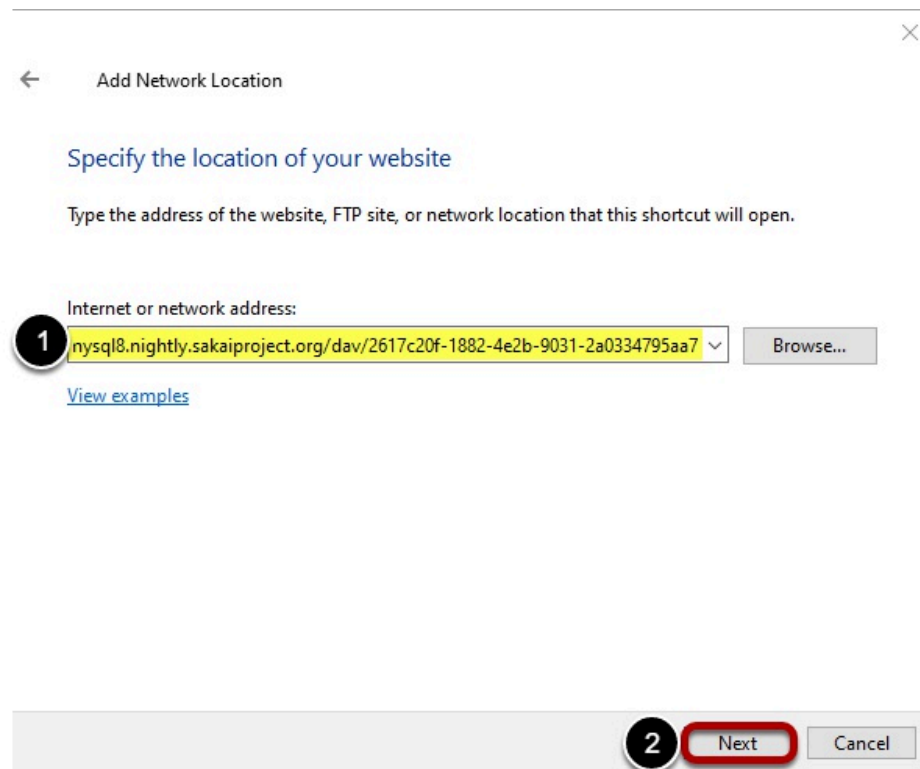 Add Network Location
Specify the location of your website
Type the address of the website, FTP site, or network location that this shortcut will open.
Internet or network address:
1
nysql8.nightly.sakaiproject.org/dav/2617c20f-1882-4e2b-9031-2a0334795aa7
Browse...
View examples
2
Next
Cancel